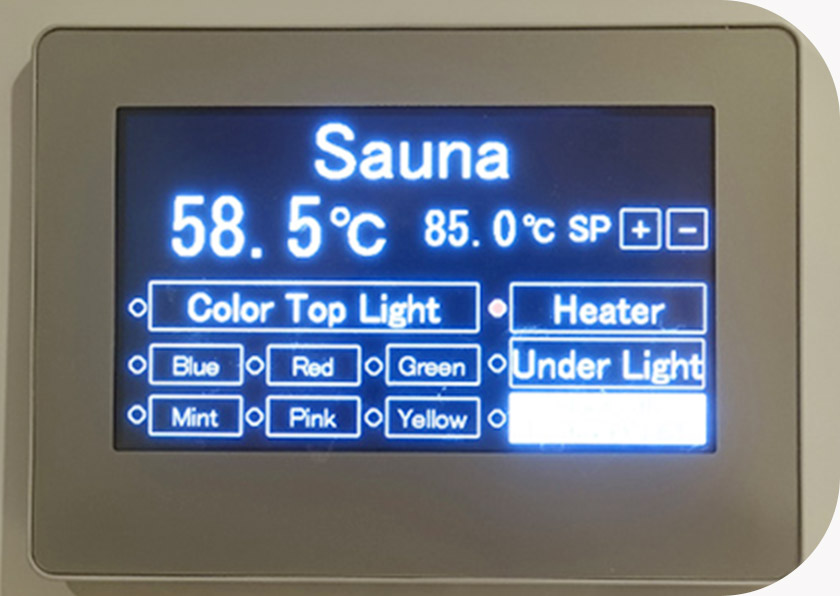 Sauna
58.5℃ 85.0℃ SP + −
Color Top Light Heater
Blue Red Green Under Light
Mint Pink Yellow